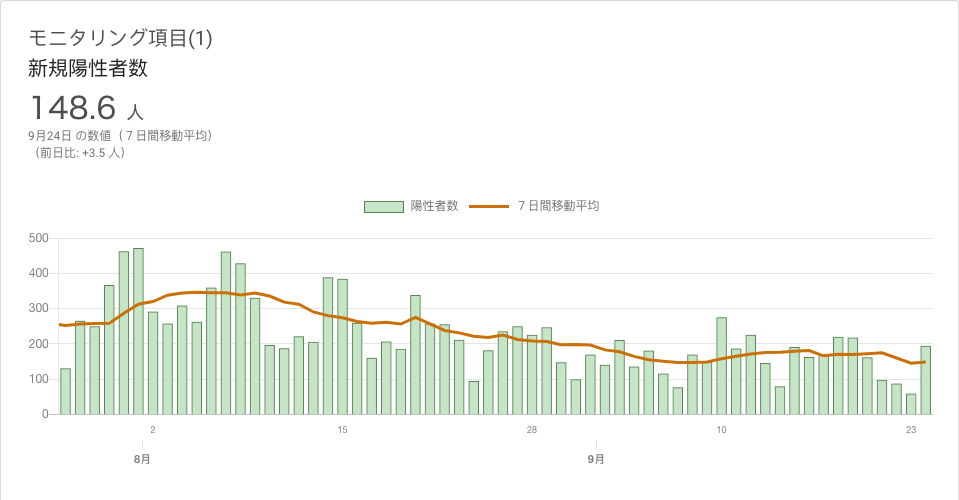 モニタリング項目(1)
新規陽性者数
148.6 人
9月24日 の数値（７日間移動平均）
（前日比: +3.5 人）
陽性者数 ７日間移動平均
500
400
300
200
100
0
2 15 28 10 23
8月 9月